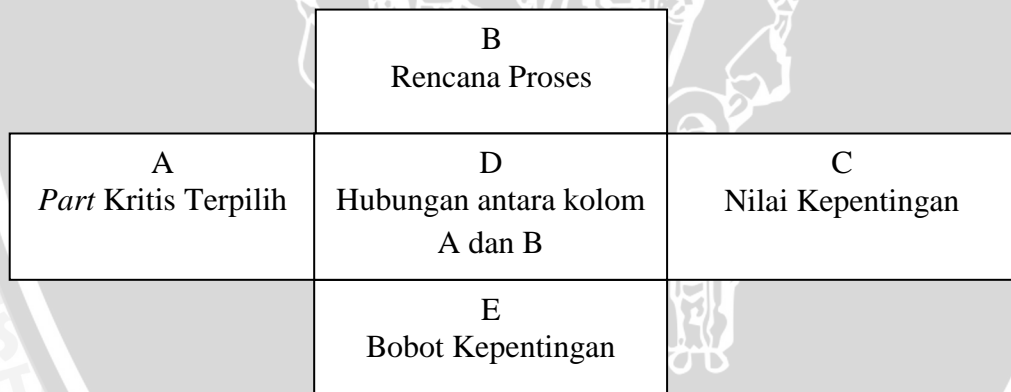 B
Rencana Proses
A
Part Kritis Terpilih
D
Hubungan antara kolom
A dan B
C
Nilai Kepentingan
E
Bobot Kepentingan